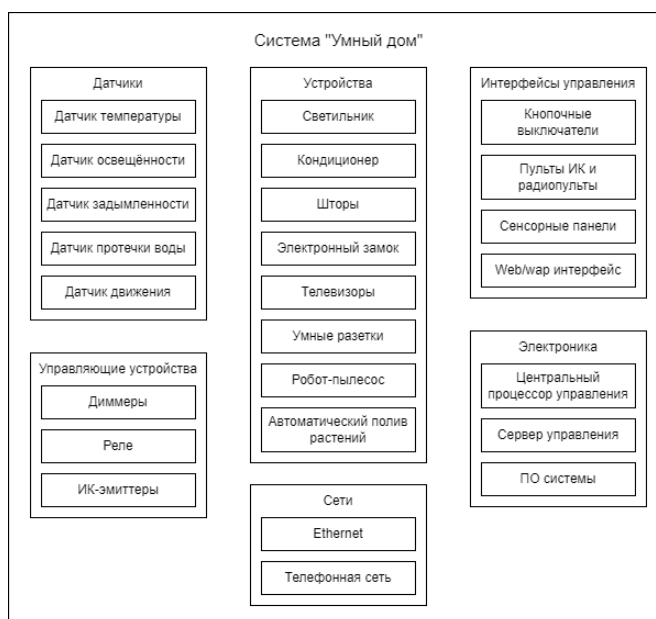 Система "Умный дом"
Датчики
Датчик температуры
Датчик освещённости
Датчик задымленности
Датчик протечки воды
Датчик движения
Управляющие устройства
Диммеры
Реле
ИК-эмиттеры
Устройства
Светильник
Кондиционер
Шторы
Электронный замок
Телевизоры
Умные разетки
Робот-пылесос
Автоматический полив
растений
Сети
Ethernet
Телефонная сеть
Интерфейсы управления
Кнопочные
выключатели
Пульты ИК и
радиопульты
Сенсорные панели
Web/wap интерфейс
Электроника
Центральный
процессор управления
Сервер управления
ПО системы